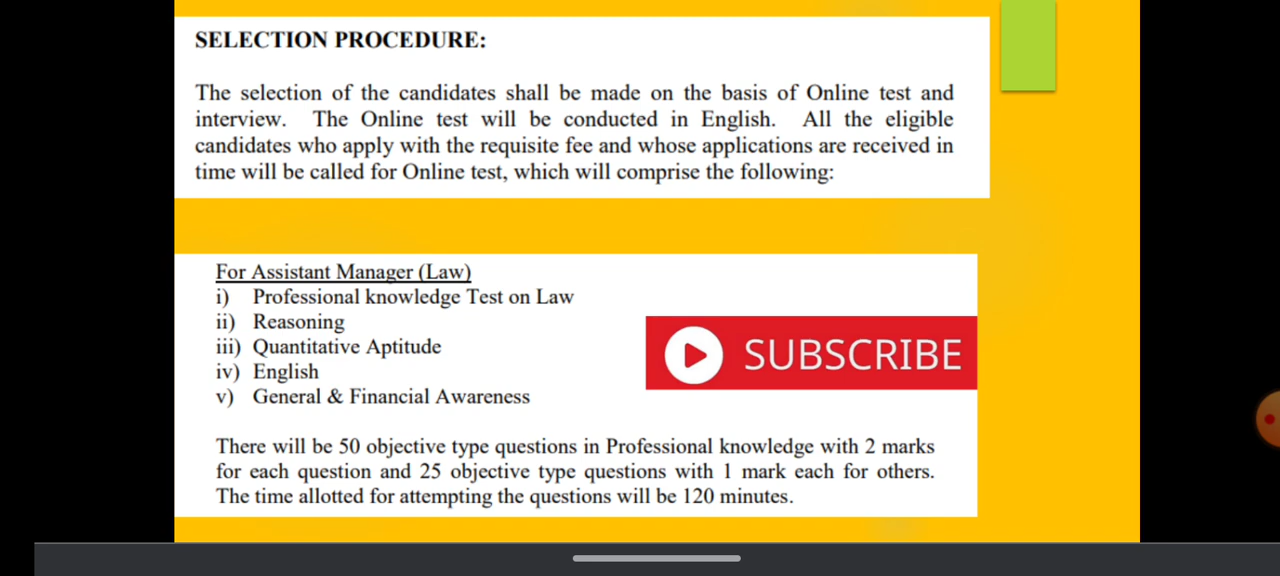 SELECTION PROCEDURE:
The selection of the candidates shall be made on the basis of Online test and
interview. The Online test will be conducted in English. All the eligible
candidates who apply with the requisite fee and whose applications are received in
time will be called for Online test, which will comprise the following:
For Assistant Manager (Law)
i) Professional knowledge Test on Law
ii) Reasoning
iii) Quantitative Aptitude
iv) English
v) General & Financial Awareness
SUBSCRIBE
There will be 50 objective type questions in Professional knowledge with 2 marks
for each question and 25 objective type questions with 1 mark each for others.
The time allotted for attempting the questions will be 120 minutes.